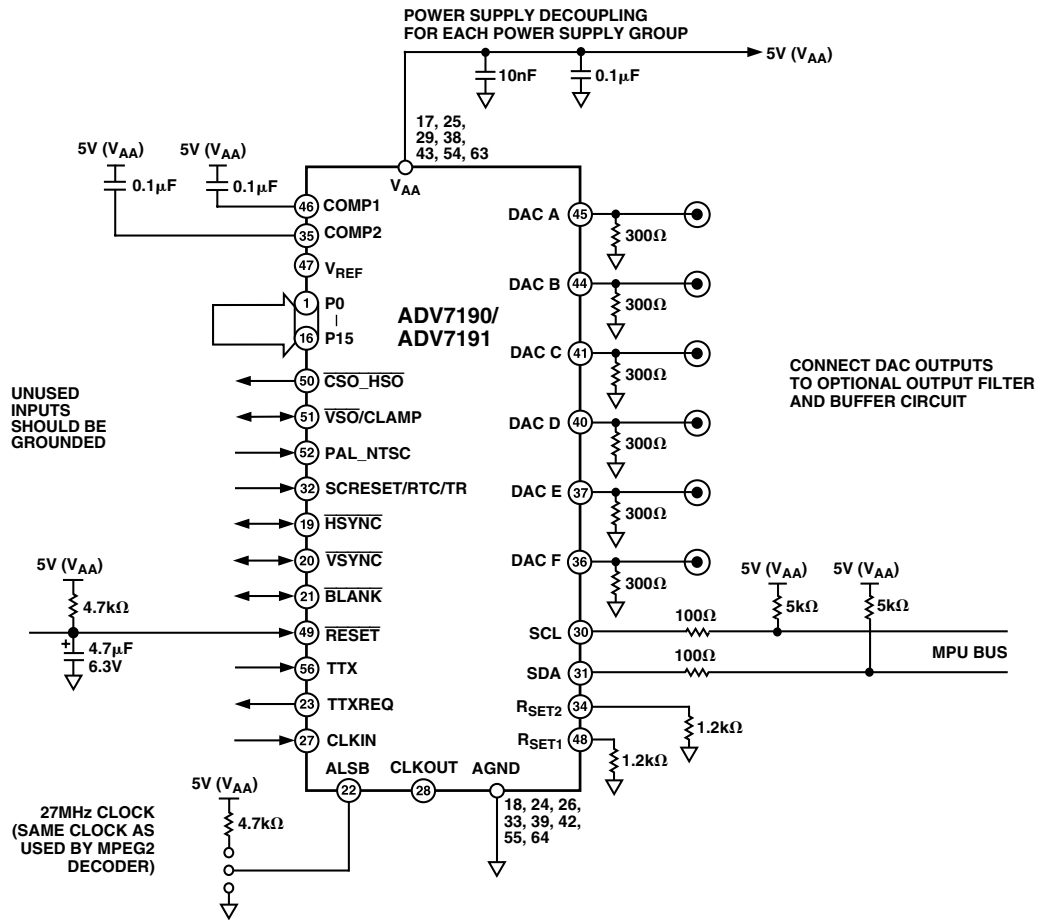 POWER SUPPLY DECOUPLING
FOR EACH POWER SUPPLY GROUP
5V (VAA)
10nF
0.1μF
17, 25,
29, 38,
43, 54, 63
5V (VAA)
5V (VAA)
0.1μF
0.1μF
VAA
46 COMP1
35 COMP2
47 VREF
1 P0
16 P15
ADV7190/
ADV7191
50 CSO_HSO
51 VSO/CLAMP
52 PAL_NTSC
32 SCRESET/RTC/TR
19 HSYNC
20 VSYNC
21 BLANK
49 RESET
56 TTX
23 TTXREQ
27 CLKIN
UNUSED
INPUTS
SHOULD BE
GROUNDED
5V (VAA)
4.7kΩ
+
4.7μF
6.3V
DAC A 45
300Ω
DAC B 44
300Ω
DAC C 41
300Ω
DAC D 40
300Ω
DAC E 37
300Ω
DAC F 36
300Ω
CONNECT DAC OUTPUTS
TO OPTIONAL OUTPUT FILTER
AND BUFFER CIRCUIT
5V (VAA)
5V (VAA)
5kΩ
5kΩ
SCL 30
100Ω
MPU BUS
SDA 31
100Ω
RSET2 34
1.2kΩ
RSET1 48
1.2kΩ
ALSB
CLKOUT
AGND
22
28
18, 24, 26,
33, 39, 42,
55, 64
5V (VAA)
4.7kΩ
27MHz CLOCK
(SAME CLOCK AS
USED BY MPEG2
DECODER)